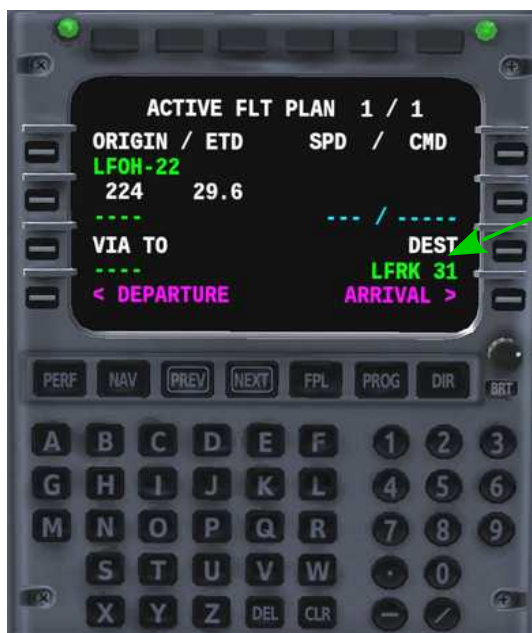 ACTIVE FLT PLAN 1 / 1
ORIGIN / ETD SPD / CMD
LFOH-22
224 29.6
---- --- / -----
VIA TO DEST
---- LFRK 31
< DEPARTURE ARRIVAL >
PERF NAV PREV NEXT FPL PROG DIR BRT
A B C D E F 1 2 3
G H I J K L 4 5 6
M N O P Q R 7 8 9
S T U V W · 0
X Y Z DEL CLR - /